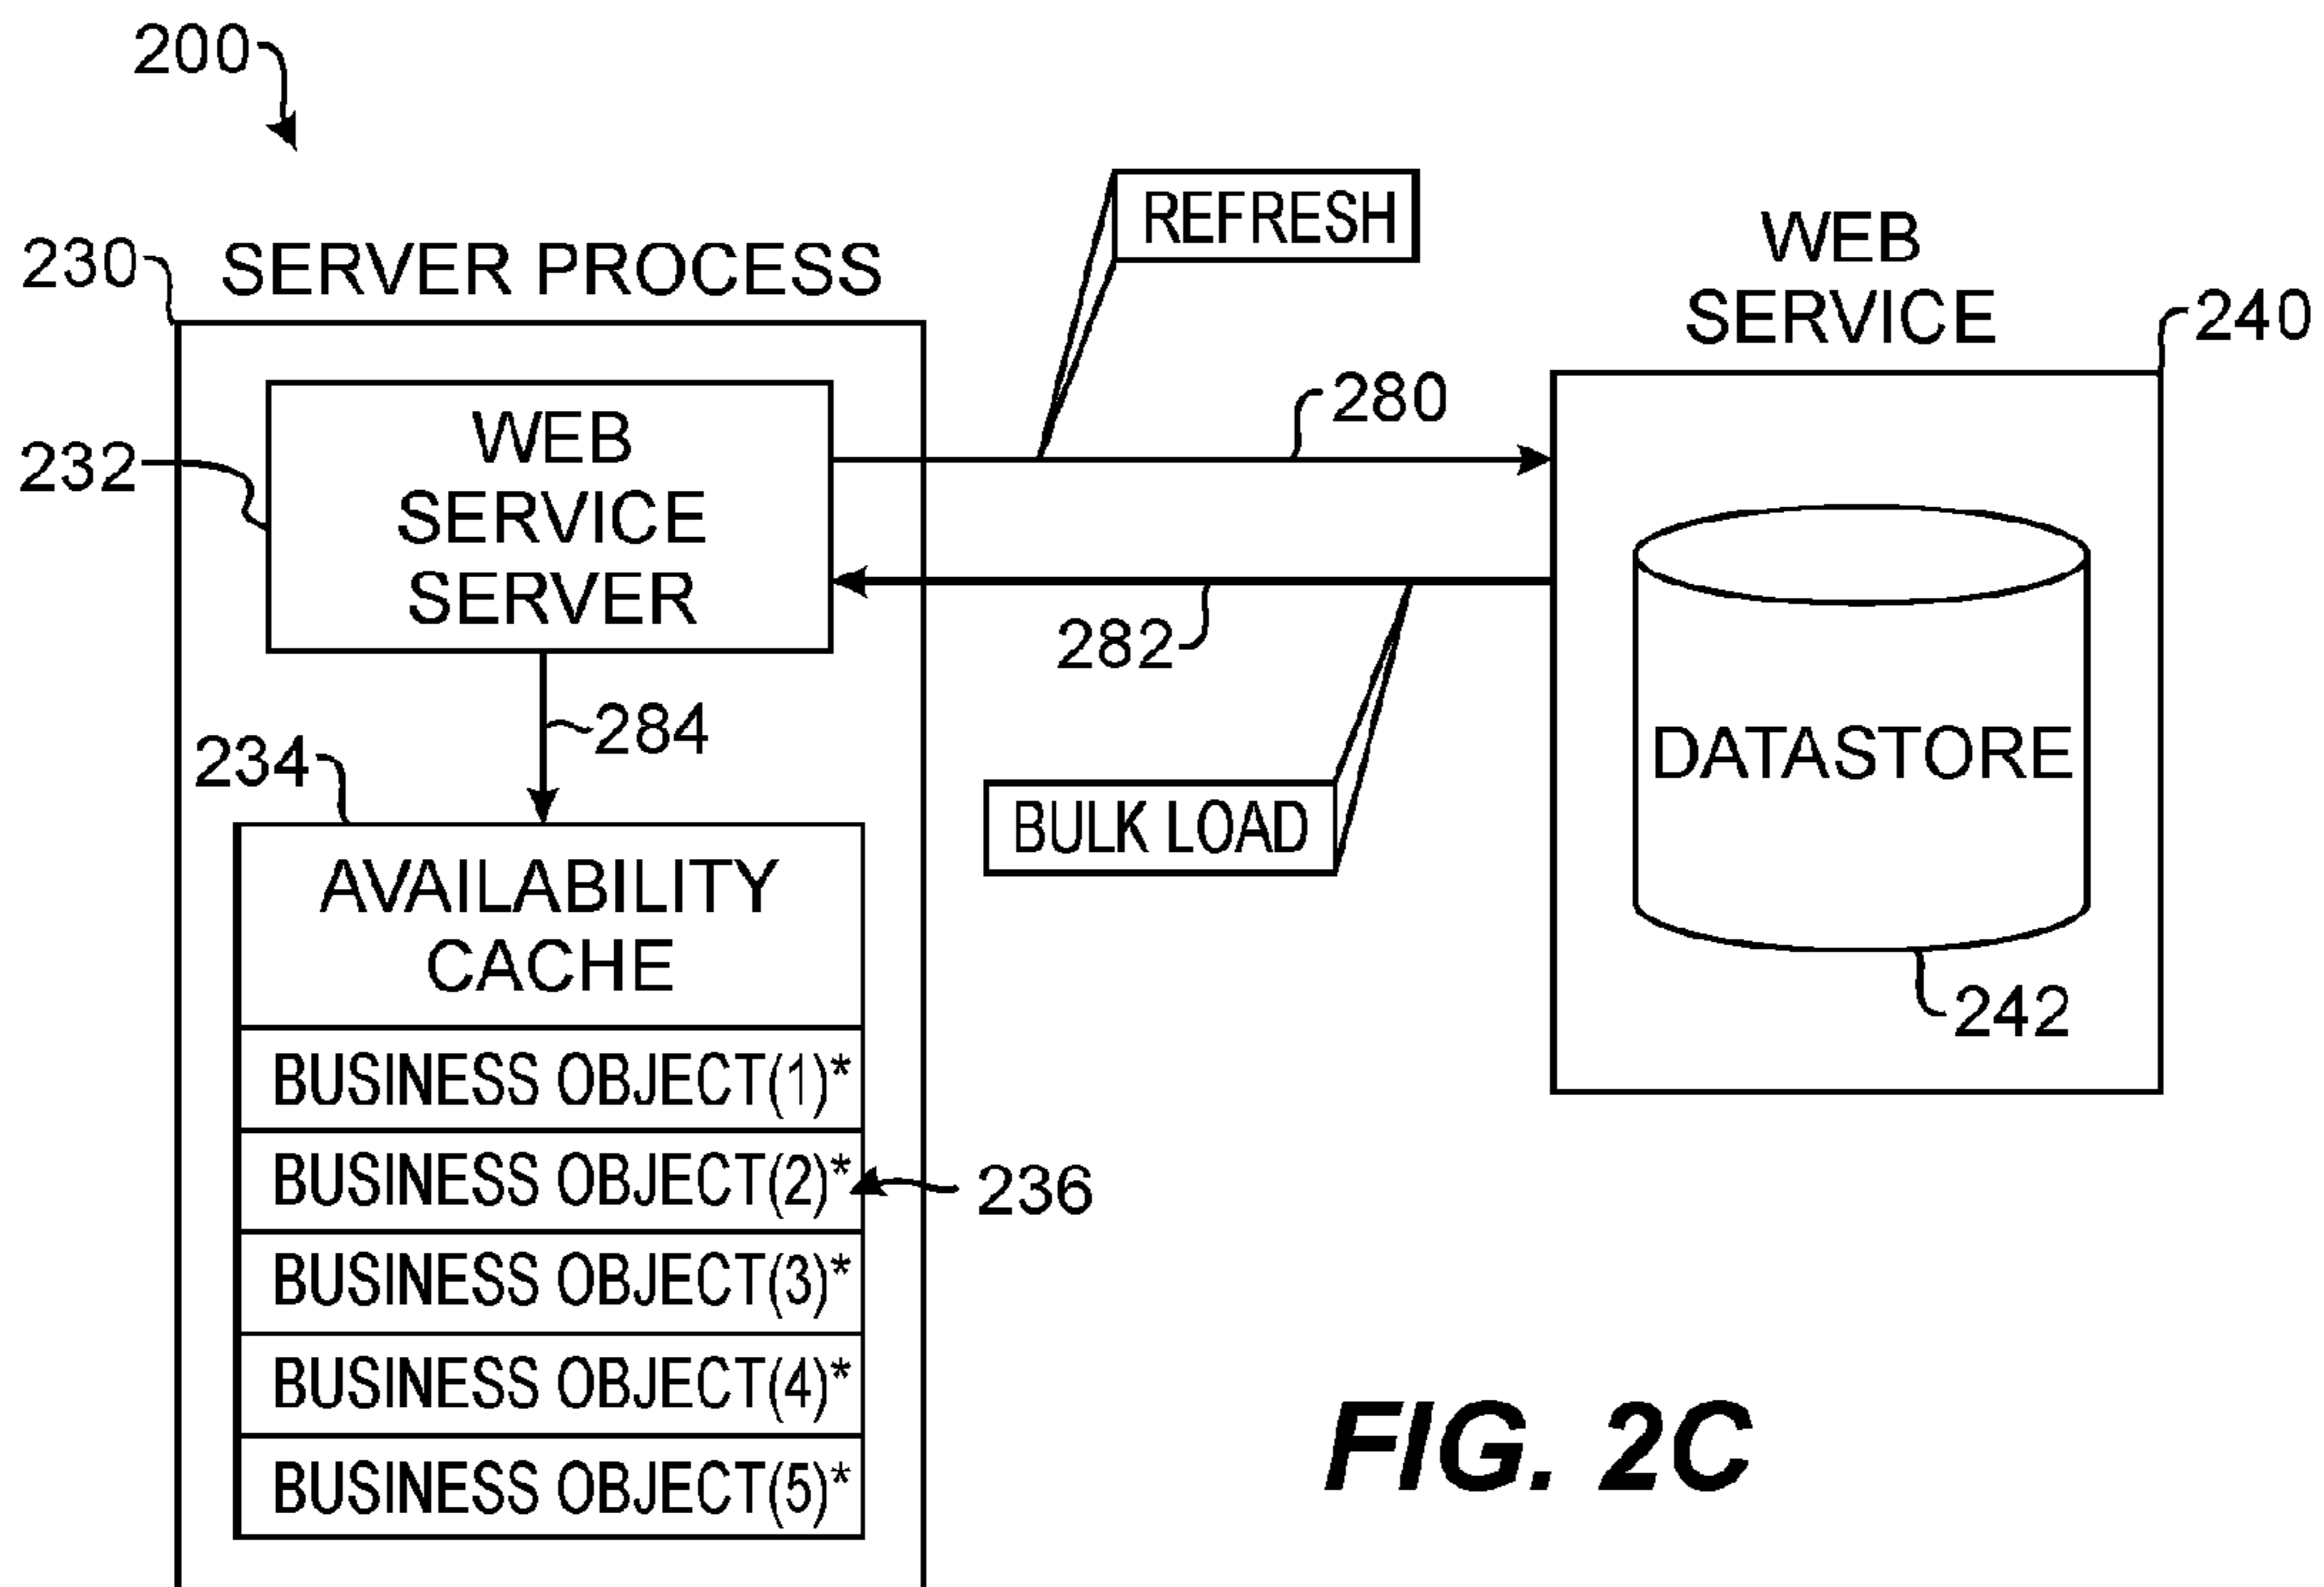 200
REFRESH
WEB
SERVICE
230
SERVER PROCESS
240
WEB
SERVICE
SERVER
232
280
282
284
234
DATASTORE
BULK LOAD
AVAILABILITY
CACHE
242
BUSINESS OBJECT(1)*
BUSINESS OBJECT(2)*
236
BUSINESS OBJECT(3)*
BUSINESS OBJECT(4)*
BUSINESS OBJECT(5)*
FIG. 2C